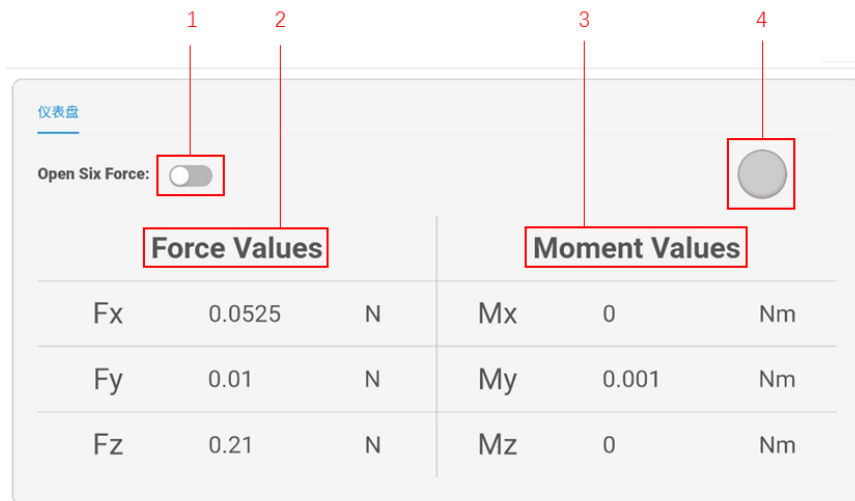 1 2 3 4
仪表盘
Open Six Force:
Force Values Moment Values
Fx 0.0525 N Mx 0 Nm
Fy 0.01 N My 0.001 Nm
Fz 0.21 N Mz 0 Nm